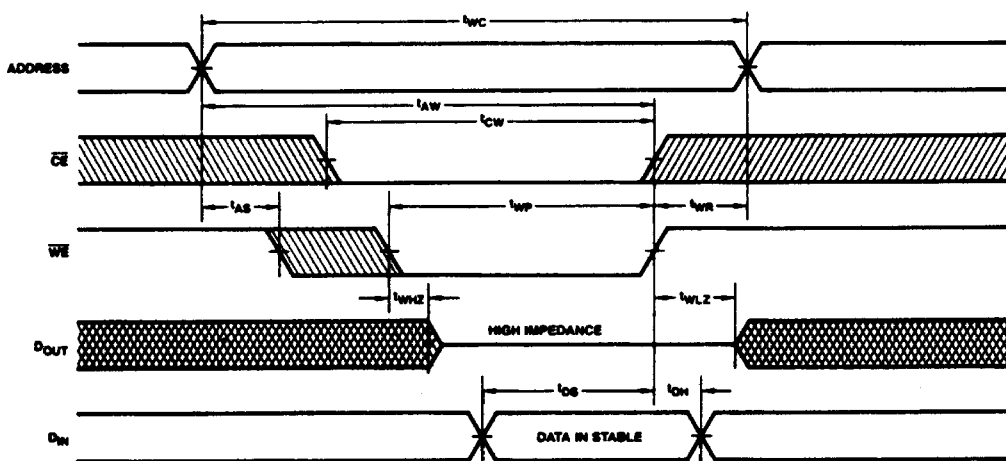 tWC
ADDRESS
tAW
tCW
CE
tAS
tWP
tWR
WE
tWHZ
tWLZ
HIGH IMPEDANCE
DOUT
tDS
tDH
DIN
DATA IN STABLE